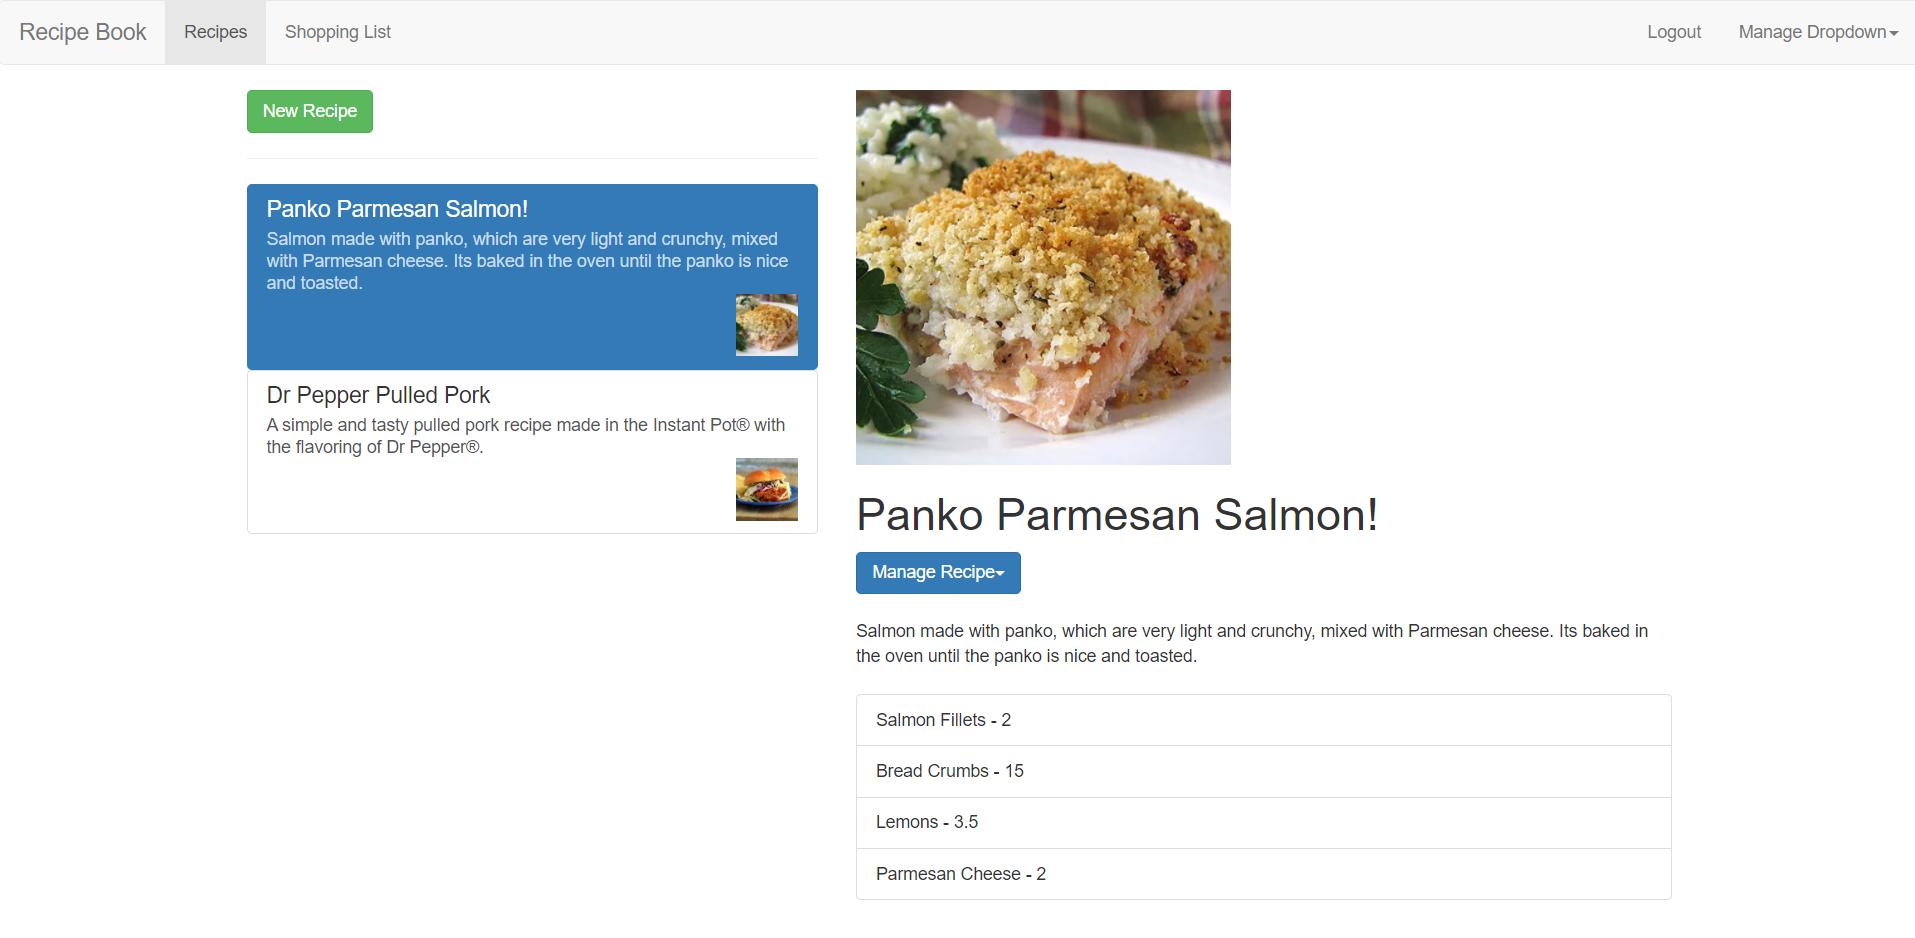 Recipe Book
Recipes
Shopping List
Logout
Manage Dropdown
New Recipe
Panko Parmesan Salmon!
Salmon made with panko, which are very light and crunchy, mixed
with Parmesan cheese. Its baked in the oven until the panko is nice
and toasted.
Dr Pepper Pulled Pork
A simple and tasty pulled pork recipe made in the Instant Pot® with
the flavoring of Dr Pepper®.
Panko Parmesan Salmon!
Manage Recipe
Salmon made with panko, which are very light and crunchy, mixed with Parmesan cheese. Its baked in
the oven until the panko is nice and toasted.
Salmon Fillets - 2
Bread Crumbs - 15
Lemons - 3.5
Parmesan Cheese - 2